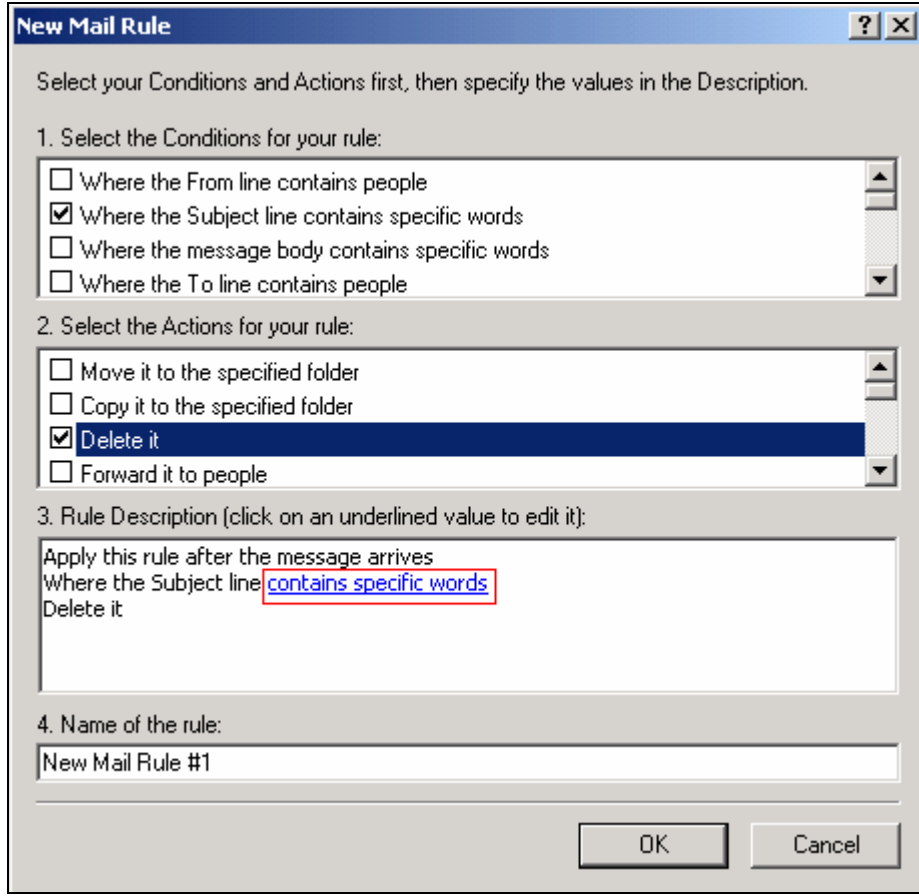 New Mail Rule
Select your Conditions and Actions first, then specify the values in the Description.
1. Select the Conditions for your rule:
Where the From line contains people
Where the Subject line contains specific words
Where the message body contains specific words
Where the To line contains people
2. Select the Actions for your rule:
Move it to the specified folder
Copy it to the specified folder
Delete it
Forward it to people
3. Rule Description (click on an underlined value to edit it):
Apply this rule after the message arrives
Where the Subject line contains specific words
Delete it
4. Name of the rule:
New Mail Rule #1
OK Cancel